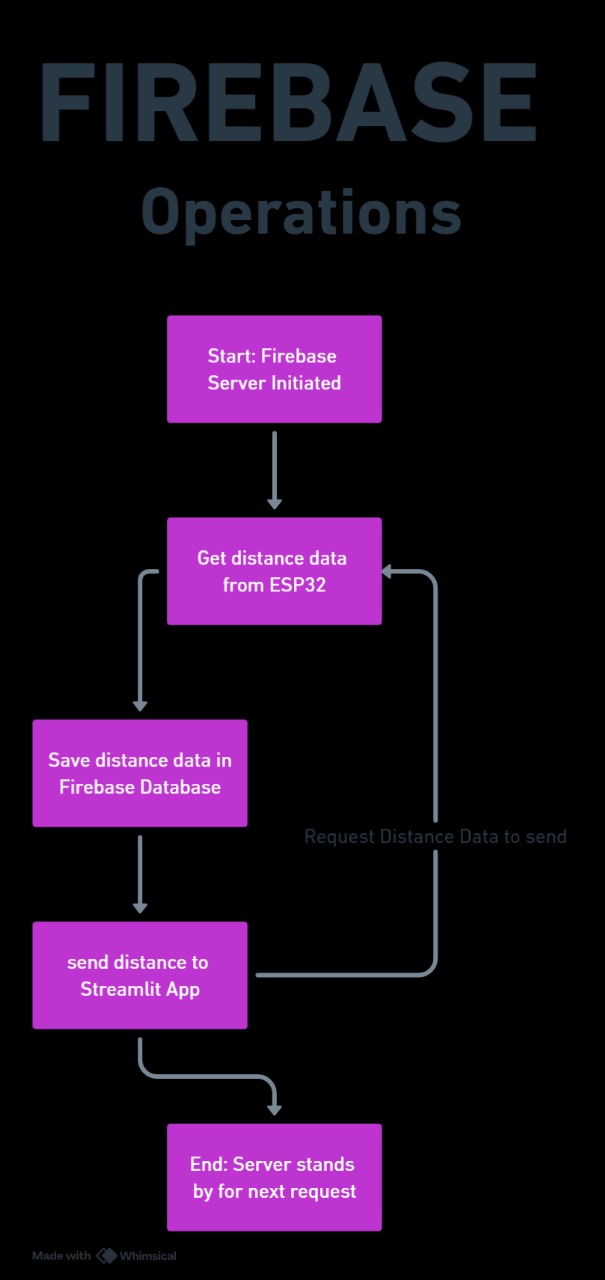 FIREBASE
Operations
Start: Firebase
Server Initiated
Get distance data
from ESP32
Save distance data in
Firebase Database
Request Distance Data to send
send distance to
Streamlit App
End: Server stands
by for next request
Made with Whimsical